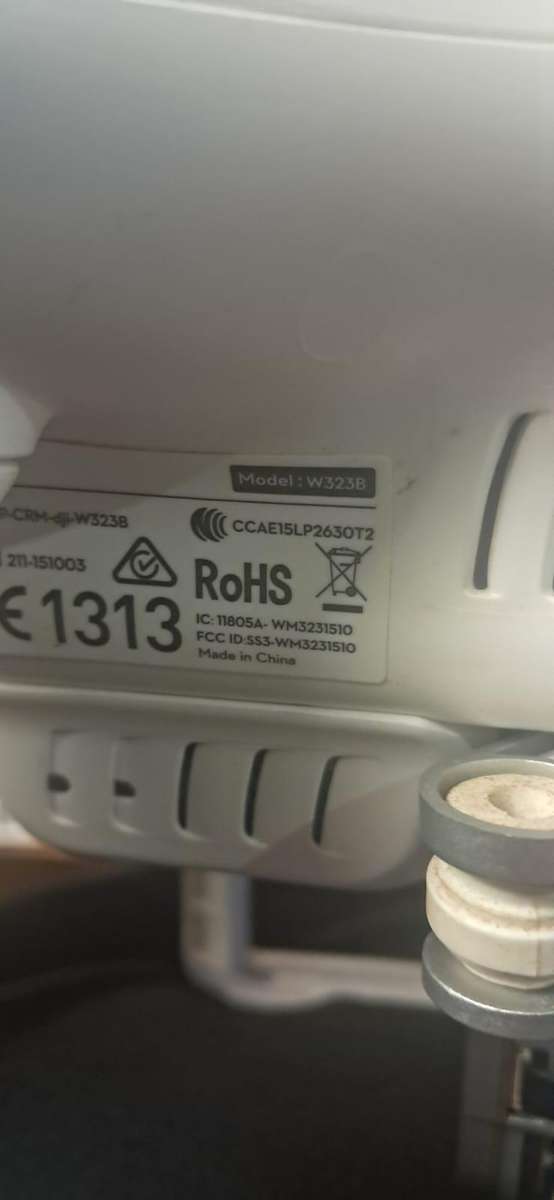 Model : W323B
P-CRM-dji-W323B
CCAE15LP2630T2
211-151003
RoHS
CE1313
IC: 11805A- WM3231510
FCC ID:SS3-WM3231510
Made in China